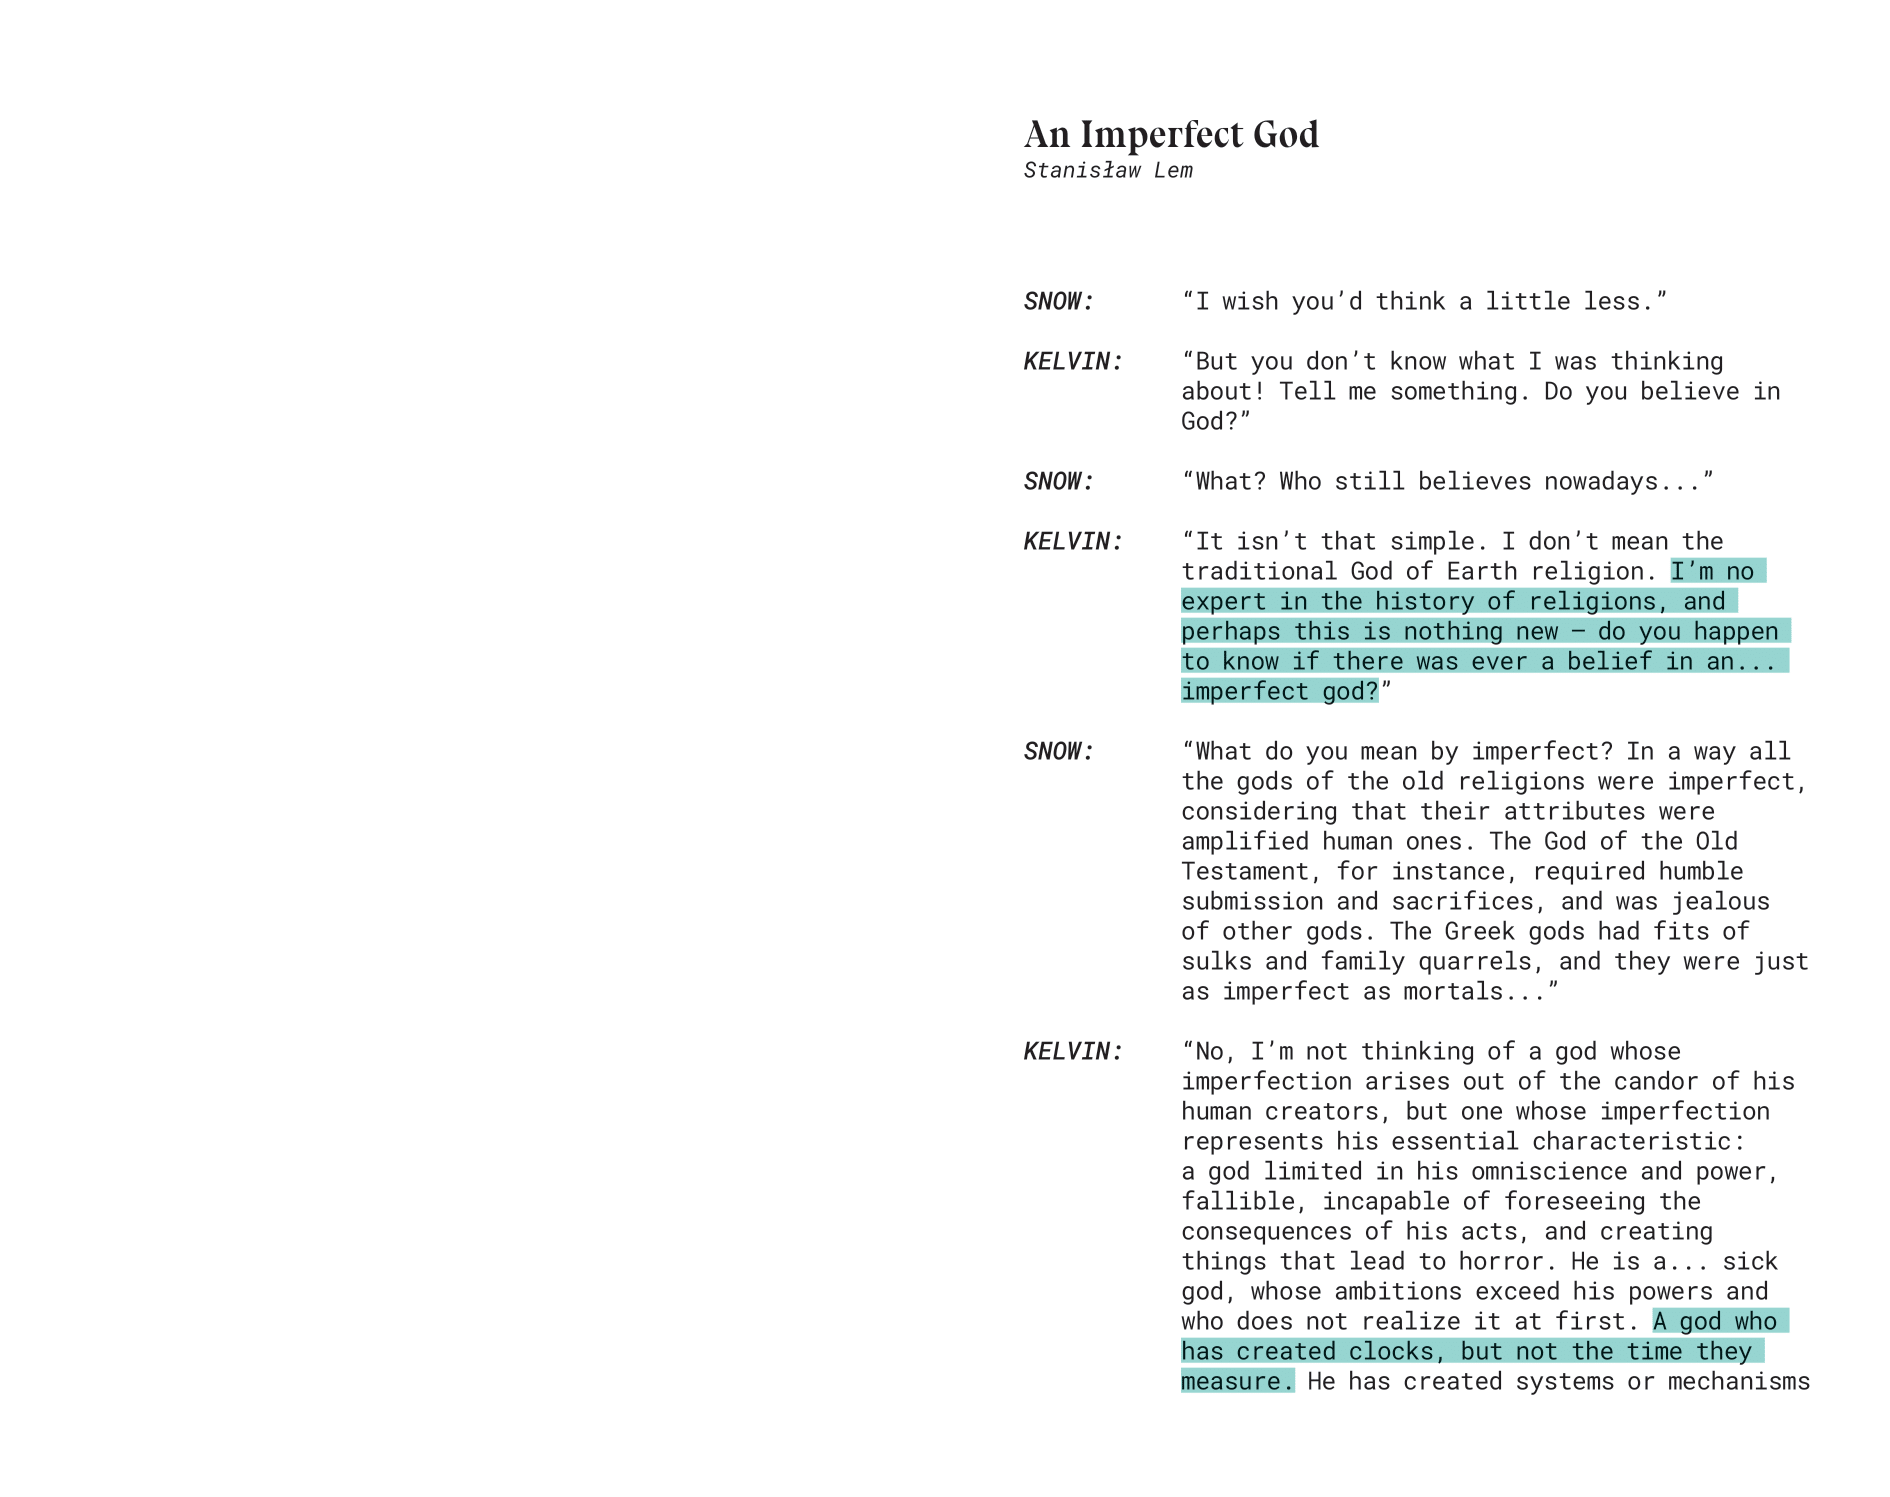 An Imperfect God
Stanisław Lem
SNOW: “I wish you’d think a little less.”
KELVIN: “But you don’t know what I was thinking
about! Tell me something. Do you believe in
God?”
SNOW: “What? Who still believes nowadays...”
KELVIN: “It isn’t that simple. I don’t mean the
traditional God of Earth religion. I’m no
expert in the history of religions, and
perhaps this is nothing new — do you happen
to know if there was ever a belief in an...
imperfect god?”
SNOW: “What do you mean by imperfect? In a way all
the gods of the old religions were imperfect,
considering that their attributes were
amplified human ones. The God of the Old
Testament, for instance, required humble
submission and sacrifices, and was jealous
of other gods. The Greek gods had fits of
sulks and family quarrels, and they were just
as imperfect as mortals...”
KELVIN: “No, I’m not thinking of a god whose
imperfection arises out of the candor of his
human creators, but one whose imperfection
represents his essential characteristic:
a god limited in his omniscience and power,
fallible, incapable of foreseeing the
consequences of his acts, and creating
things that lead to horror. He is a... sick
god, whose ambitions exceed his powers and
who does not realize it at first. A god who
has created clocks, but not the time they
measure. He has created systems or mechanisms